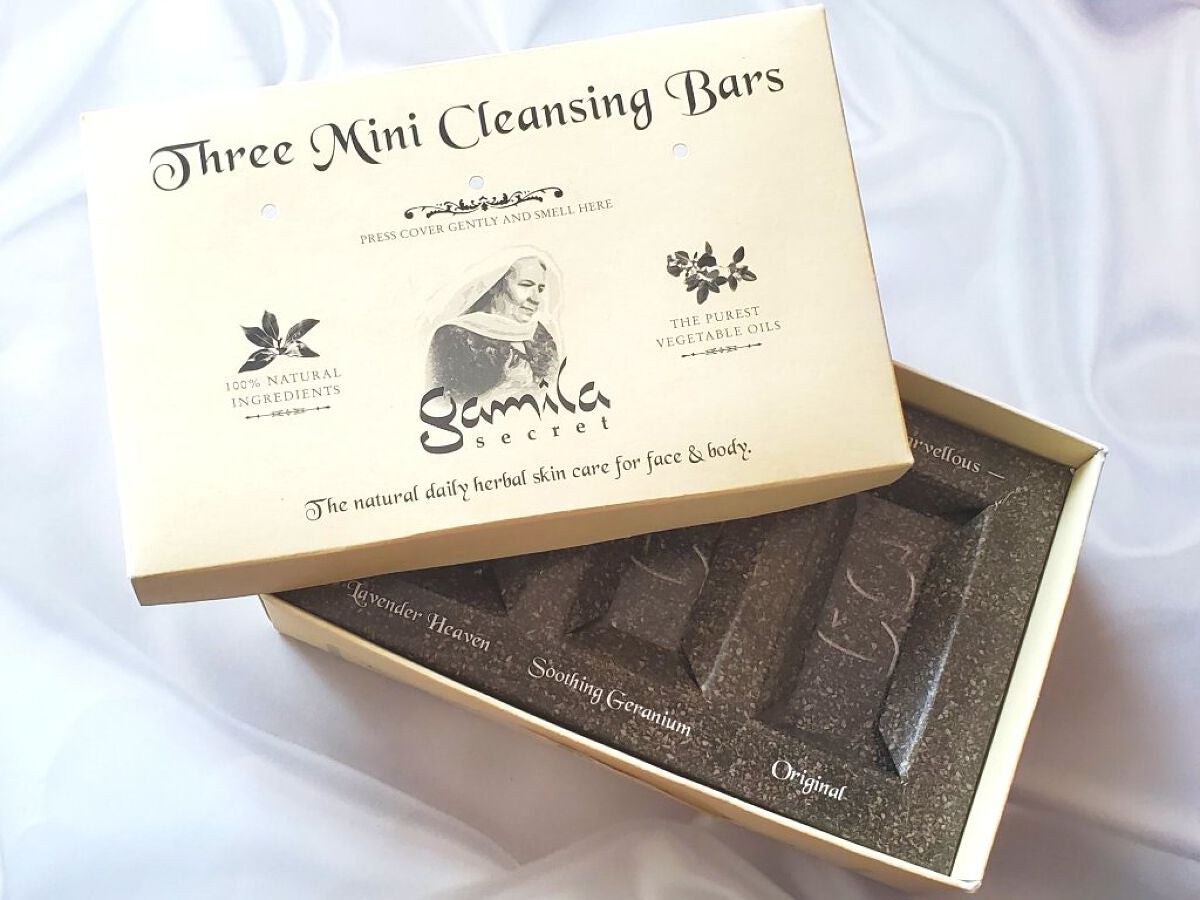 Three Mini Cleansing Bars
PRESS COVER GENTLY AND SMELL HERE
100% NATURAL
INGREDIENTS
THE PUREST
VEGETABLE OILS
gamila
secret
The natural daily herbal skin care for face & body.
Lavender Heaven
Soothing Geranium
Original